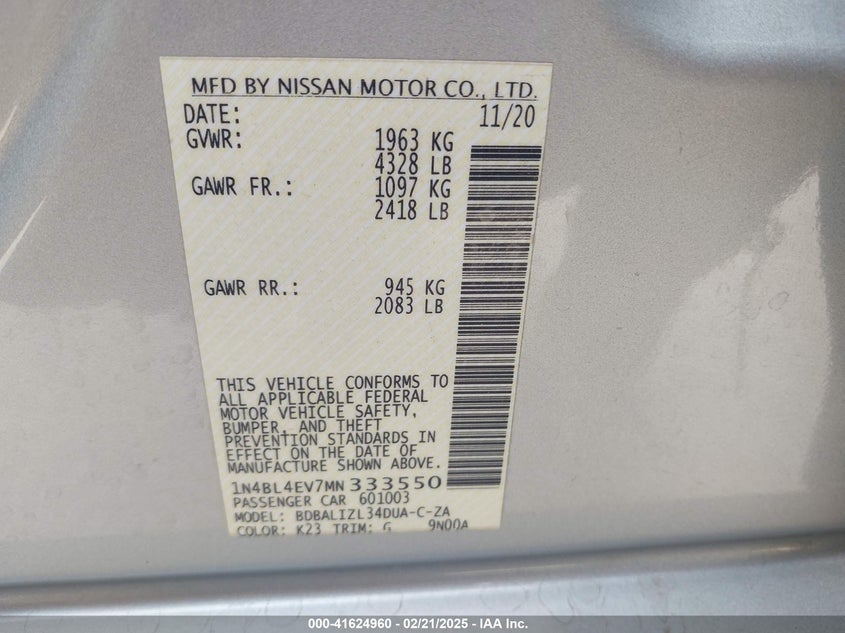 MFD BY NISSAN MOTOR CO., LTD.
DATE: 11/20
GVWR: 1963 KG
4328 LB
GAWR FR.: 1097 KG
2418 LB
GAWR RR.: 945 KG
2083 LB
THIS VEHICLE CONFORMS TO
ALL APPLICABLE FEDERAL
MOTOR VEHICLE SAFETY,
BUMPER, AND THEFT
PREVENTION STANDARDS IN
EFFECT ON THE DATE OF
MANUFACTURE SHOWN ABOVE.
1N4BL4EV7MN333550
PASSENGER CAR 601003
MODEL: BDBALIZL34DUA-C-ZA
COLOR: K23 TRIM: G 9N00A
000-41624960 - 02/21/2025 - IAA Inc.